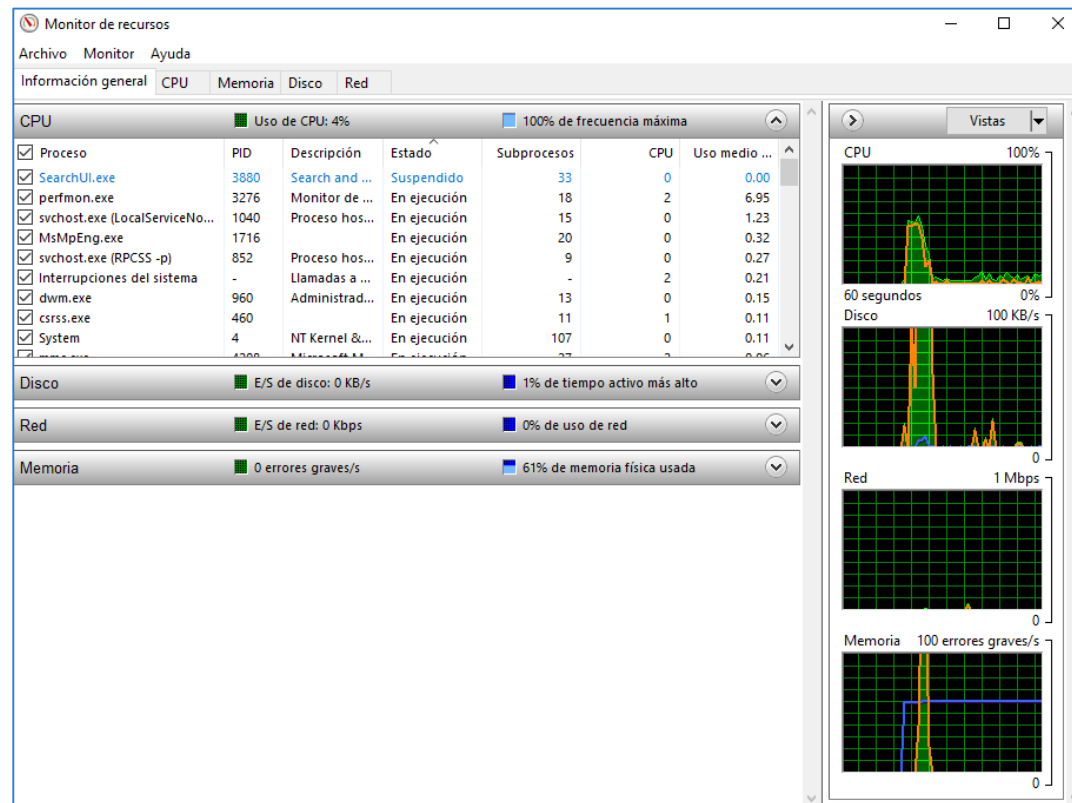 Monitor de recursos
Archivo Monitor Ayuda
Información general CPU Memoria Disco Red
CPU Uso de CPU: 4% 100% de frecuencia máxima
Proceso PID Descripción Estado Subprocesos CPU Uso medio ...
SearchUI.exe 3880 Search and ... Suspendido 33 0 0.00
perfmon.exe 3276 Monitor de ... En ejecución 18 2 6.95
svchost.exe (LocalServiceNo... 1040 Proceso hos... En ejecución 15 0 1.23
MsMpEng.exe 1716 En ejecución 20 0 0.32
svchost.exe (RPCSS -p) 852 Proceso hos... En ejecución 9 0 0.27
Interrupciones del sistema - Llamadas a ... En ejecución - 2 0.21
dwm.exe 960 Administrad... En ejecución 13 0 0.15
csrss.exe 460 En ejecución 11 1 0.11
System 4 NT Kernel &... En ejecución 107 0 0.11
Disco E/S de disco: 0 KB/s 1% de tiempo activo más alto
Red E/S de red: 0 Kbps 0% de uso de red
Memoria 0 errores graves/s 61% de memoria física usada
Vistas
CPU 100%
60 segundos 0%
Disco 100 KB/s
0
Red 1 Mbps
0
Memoria 100 errores graves/s
0